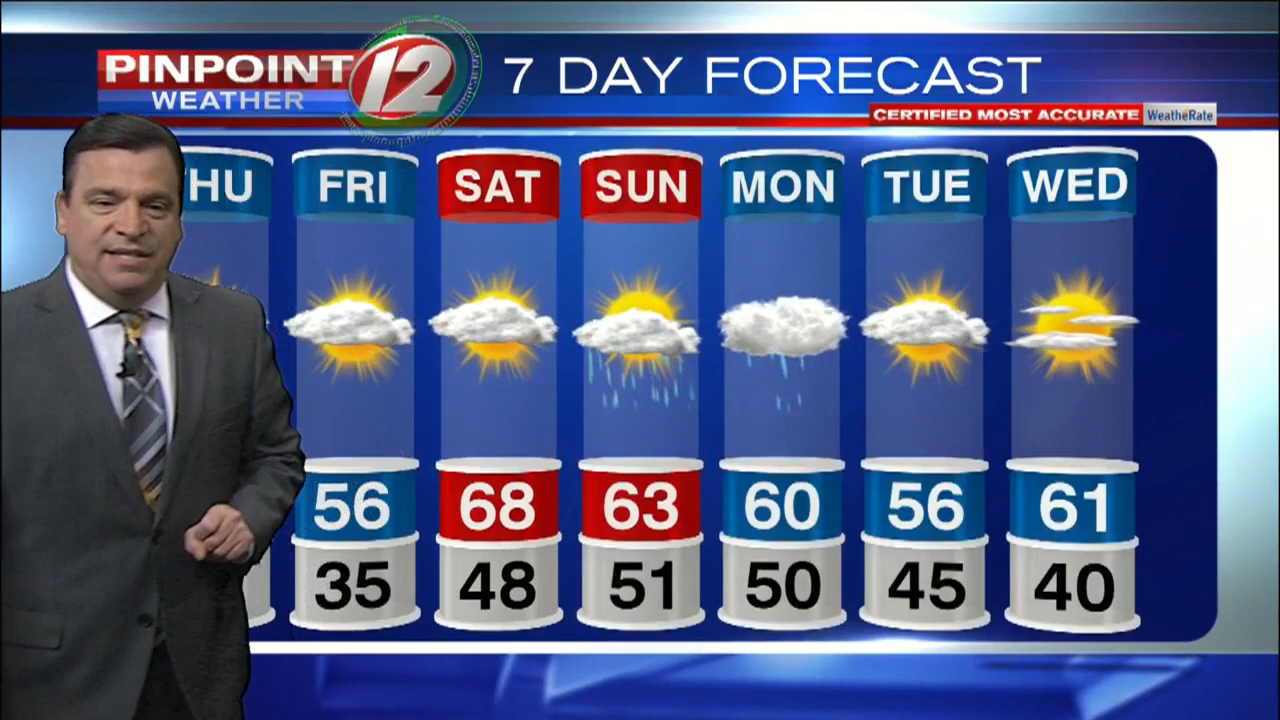 PINPOINT 12
WEATHER
7 DAY FORECAST
CERTIFIED MOST ACCURATE WeatheRate
HU FRI SAT SUN MON TUE WED
56 68 63 60 56 61
35 48 51 50 45 40